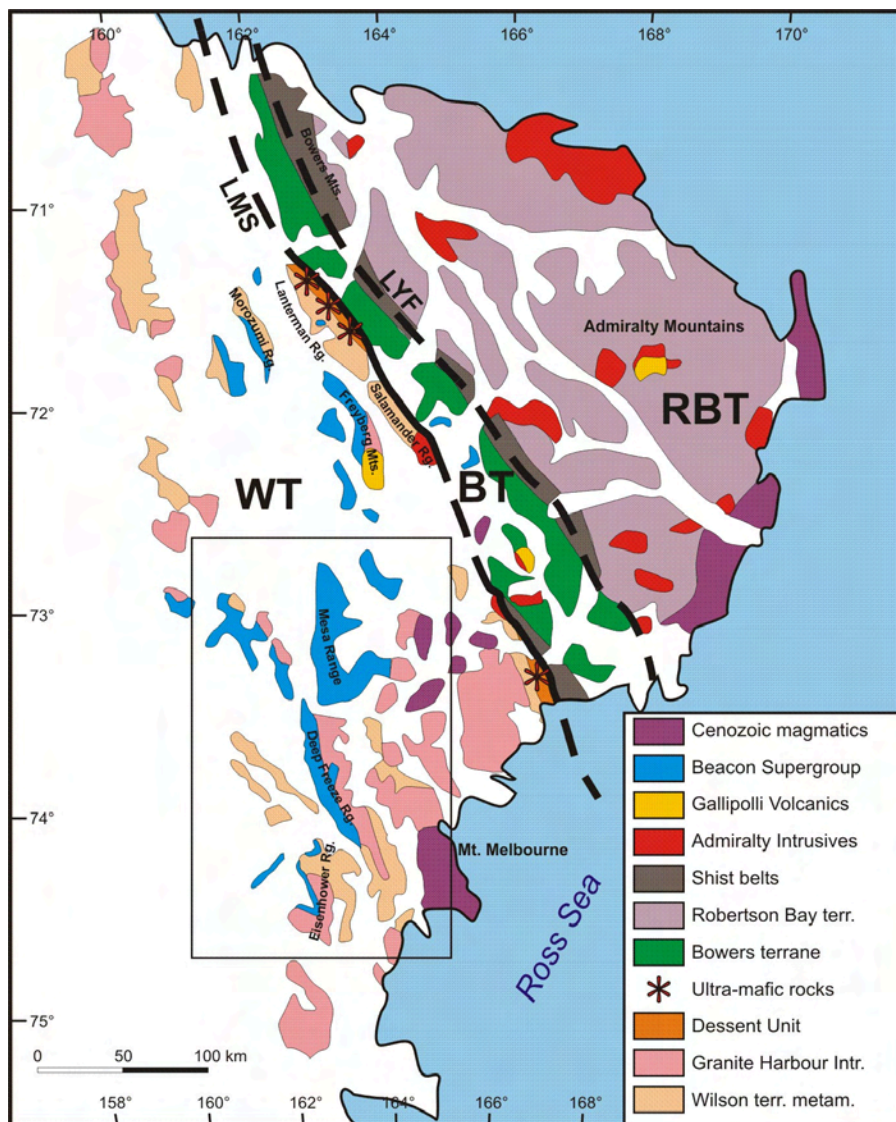 160° 162° 164° 166° 168° 170°
Bowers Mts.
71°
LMS
LYF
Lanterman Rg.
Morozumi Rg.
Admiralty Mountains
72°
Salamander Rg.
Freyberg Mts.
RBT
WT
BT
73°
Mesa Range
Deep Freeze Rg.
74°
Mt. Melbourne
Eisenhower Rg.
Ross Sea
75°
0 50 100 km
158° 160° 162° 164° 166° 168°
Cenozoic magmatics
Beacon Supergroup
Gallipolli Volcanics
Admiralty Intrusives
Shist belts
Robertson Bay terr.
Bowers terrane
Ultra-mafic rocks
Dessent Unit
Granite Harbour Intr.
Wilson terr. metam.